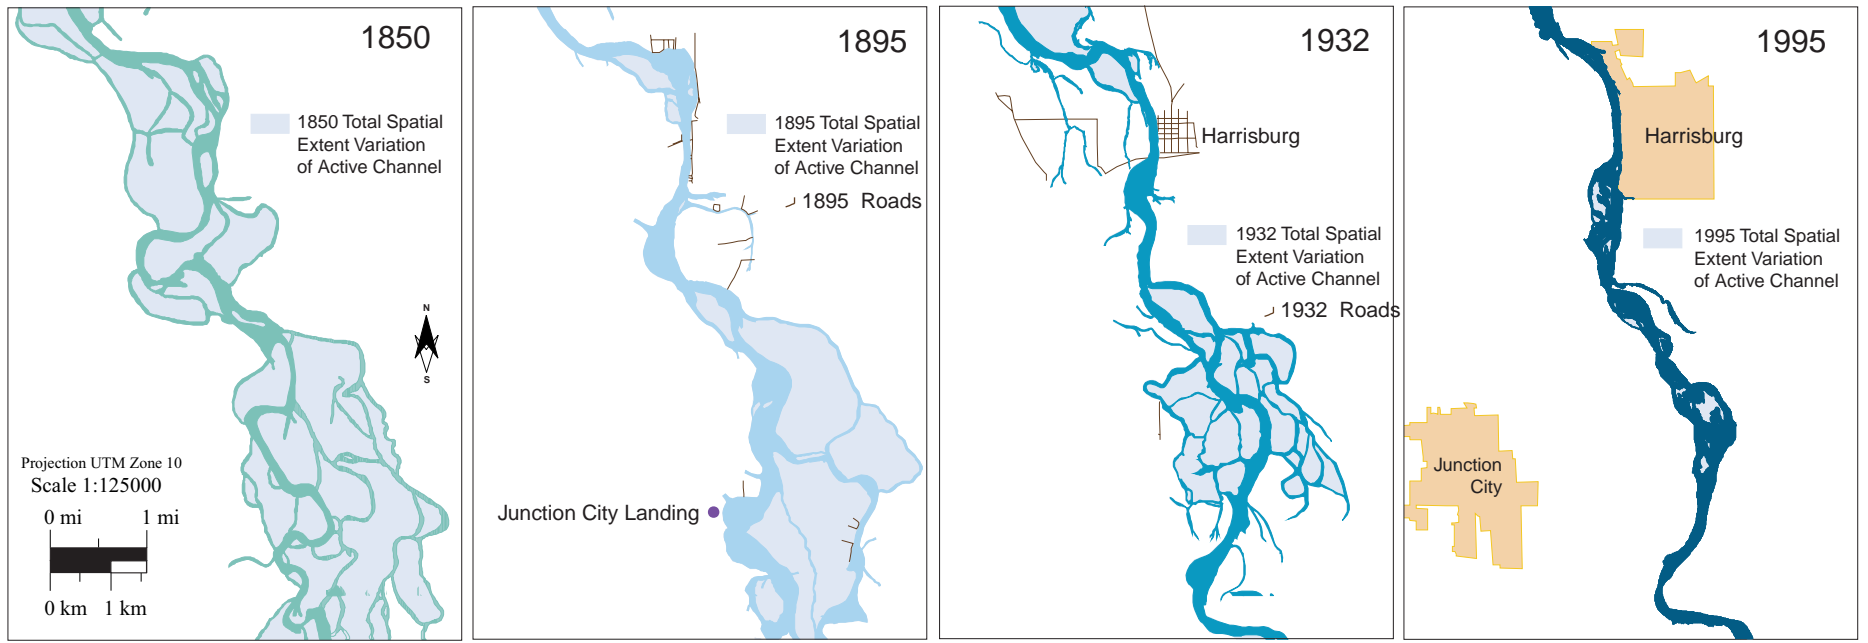 1850
1850 Total Spatial
Extent Variation
of Active Channel
N
S
Projection UTM Zone 10
Scale 1:125000
0 mi 1 mi
0 km 1 km
1895
1895 Total Spatial
Extent Variation
of Active Channel
1895 Roads
Junction City Landing
1932
Harrisburg
1932 Total Spatial
Extent Variation
of Active Channel
1932 Roads
1995
Harrisburg
1995 Total Spatial
Extent Variation
of Active Channel
Junction
City